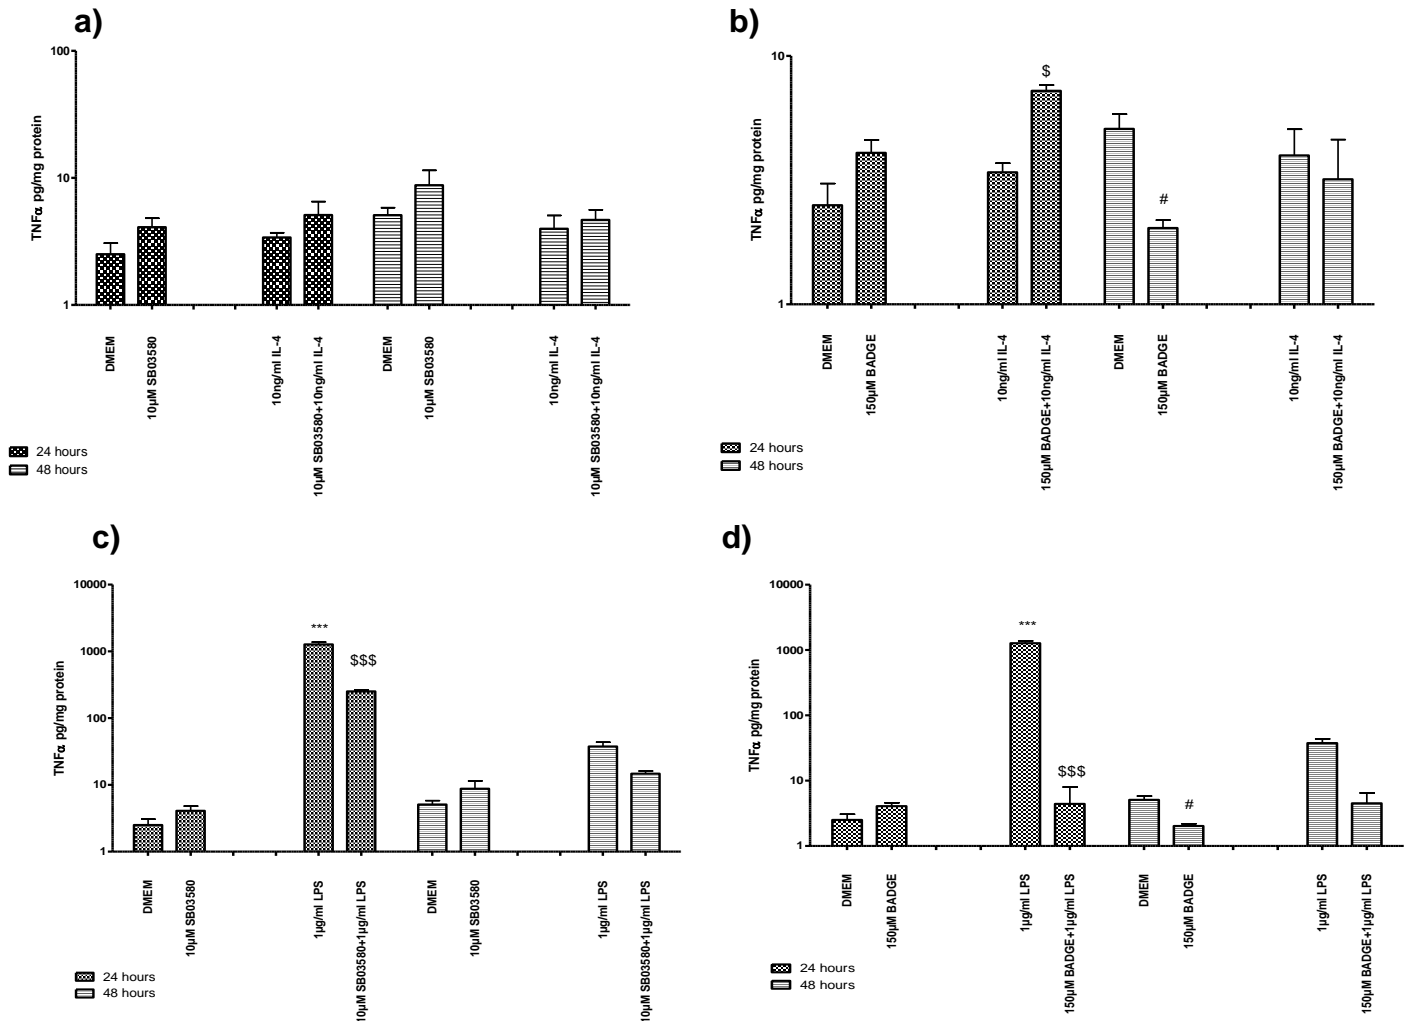 a)
TNFα pg/mg protein
100
10
1
DMEM
10µM SB03580
10ng/ml IL-4
10µM SB03580+10ng/ml IL-4
DMEM
10µM SB03580
10ng/ml IL-4
10µM SB03580+10ng/ml IL-4
24 hours
48 hours
b)
TNFα pg/mg protein
10
1
$
#
DMEM
150µM BADGE
10ng/ml IL-4
150µM BADGE+10ng/ml IL-4
DMEM
150µM BADGE
10ng/ml IL-4
150µM BADGE+10ng/ml IL-4
24 hours
48 hours
c)
TNFα pg/mg protein
10000
1000
100
10
1
***
$$$
DMEM
10µM SB03580
1µg/ml LPS
10µM SB03580+1µg/ml LPS
DMEM
10µM SB03580
1µg/ml LPS
10µM SB03580+1µg/ml LPS
24 hours
48 hours
d)
TNFα pg/mg protein
10000
1000
100
10
1
***
$$$
#
DMEM
150µM BADGE
1µg/ml LPS
150µM BADGE+1µg/ml LPS
DMEM
150µM BADGE
1µg/ml LPS
150µM BADGE+1µg/ml LPS
24 hours
48 hours